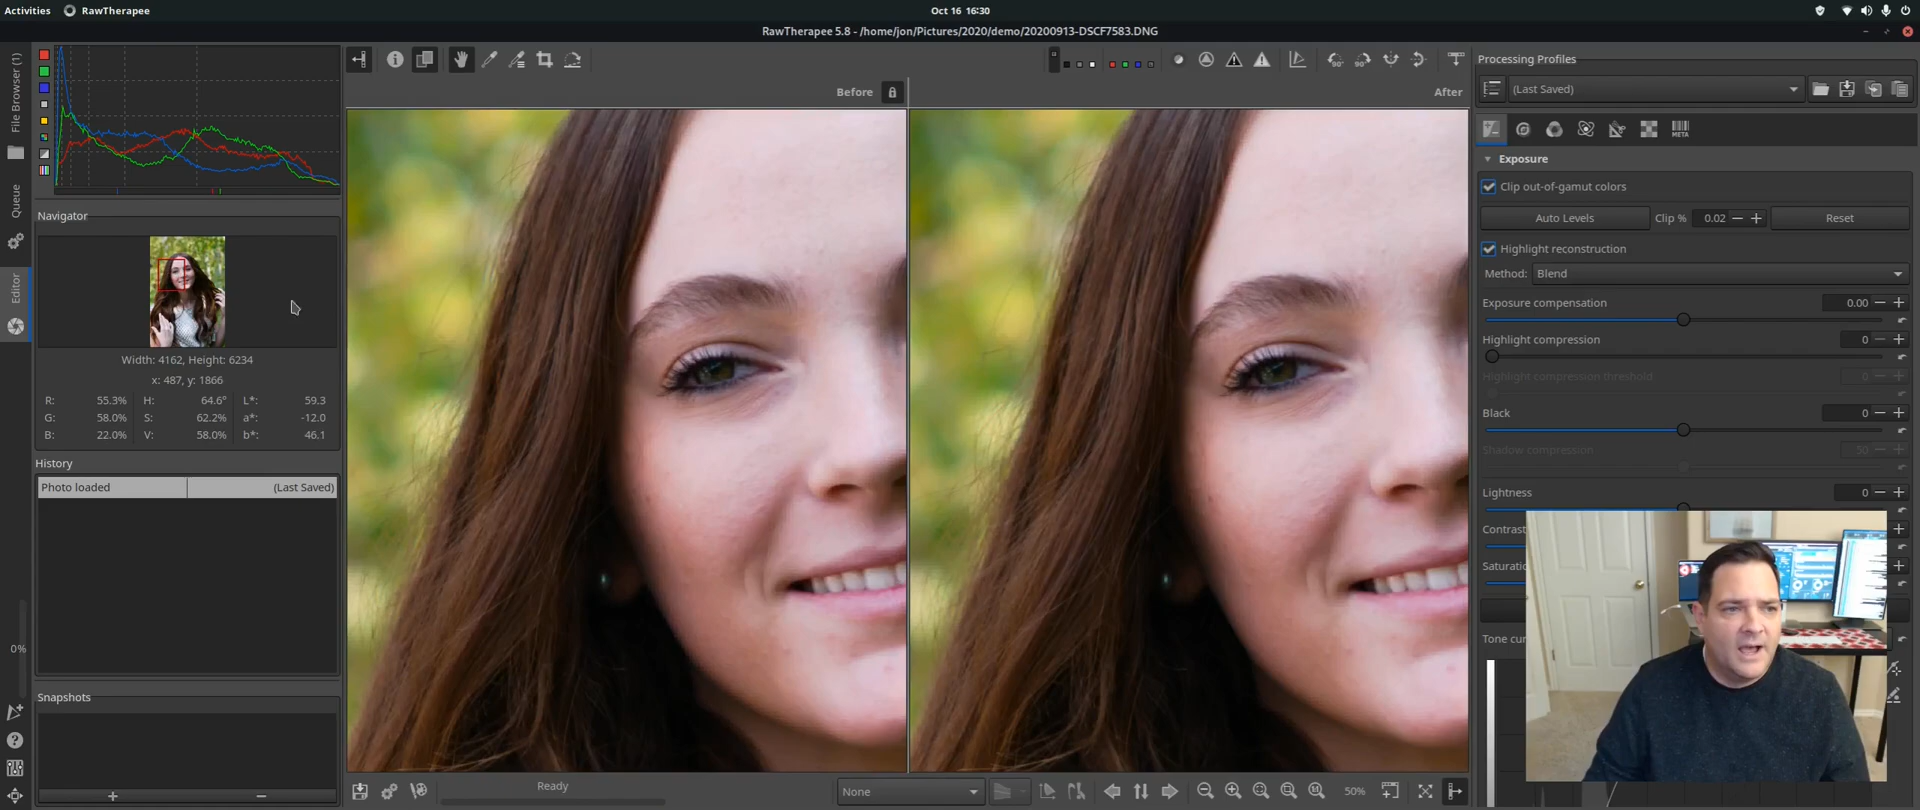 Activities RawTherapee Oct 16 16:30
RawTherapee 5.8 - /home/jon/Pictures/2020/demo/20200913-DSCF7583.DNG
File Browser (1)
Queue
Editor
0%
Navigator
Width: 4162, Height: 6234
x: 487, y: 1866
R: 55.3% H: 64.6° L*: 59.3
G: 58.0% S: 62.2% a*: -12.0
B: 22.0% V: 58.0% b*: 46.1
History
Photo loaded (Last Saved)
Snapshots
Before
After
Ready
None
50%
Processing Profiles
(Last Saved)
META
Exposure
Clip out-of-gamut colors
Auto Levels Clip % 0.02 Reset
Highlight reconstruction
Method: Blend
Exposure compensation 0.00
Highlight compression 0
Highlight compression threshold 0
Black 0
Shadow compression 50
Lightness 0
Contrast
Saturatio
Tone cur